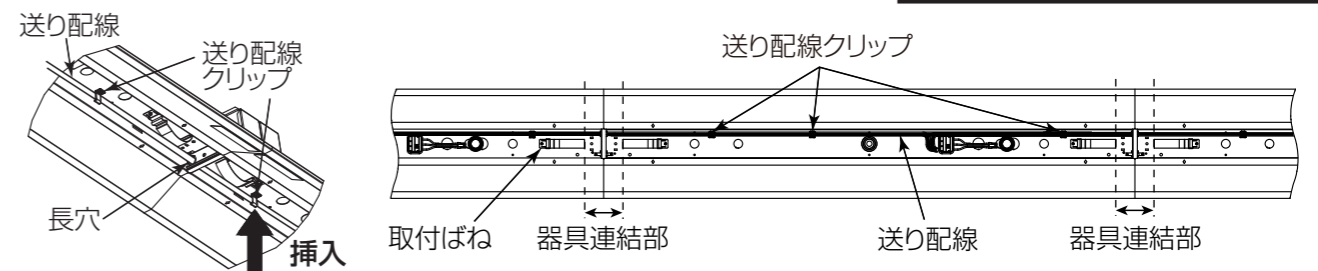 送り配線
送り配線
クリップ
長穴
挿入
送り配線クリップ
取付ばね
器具連結部
送り配線
器具連結部